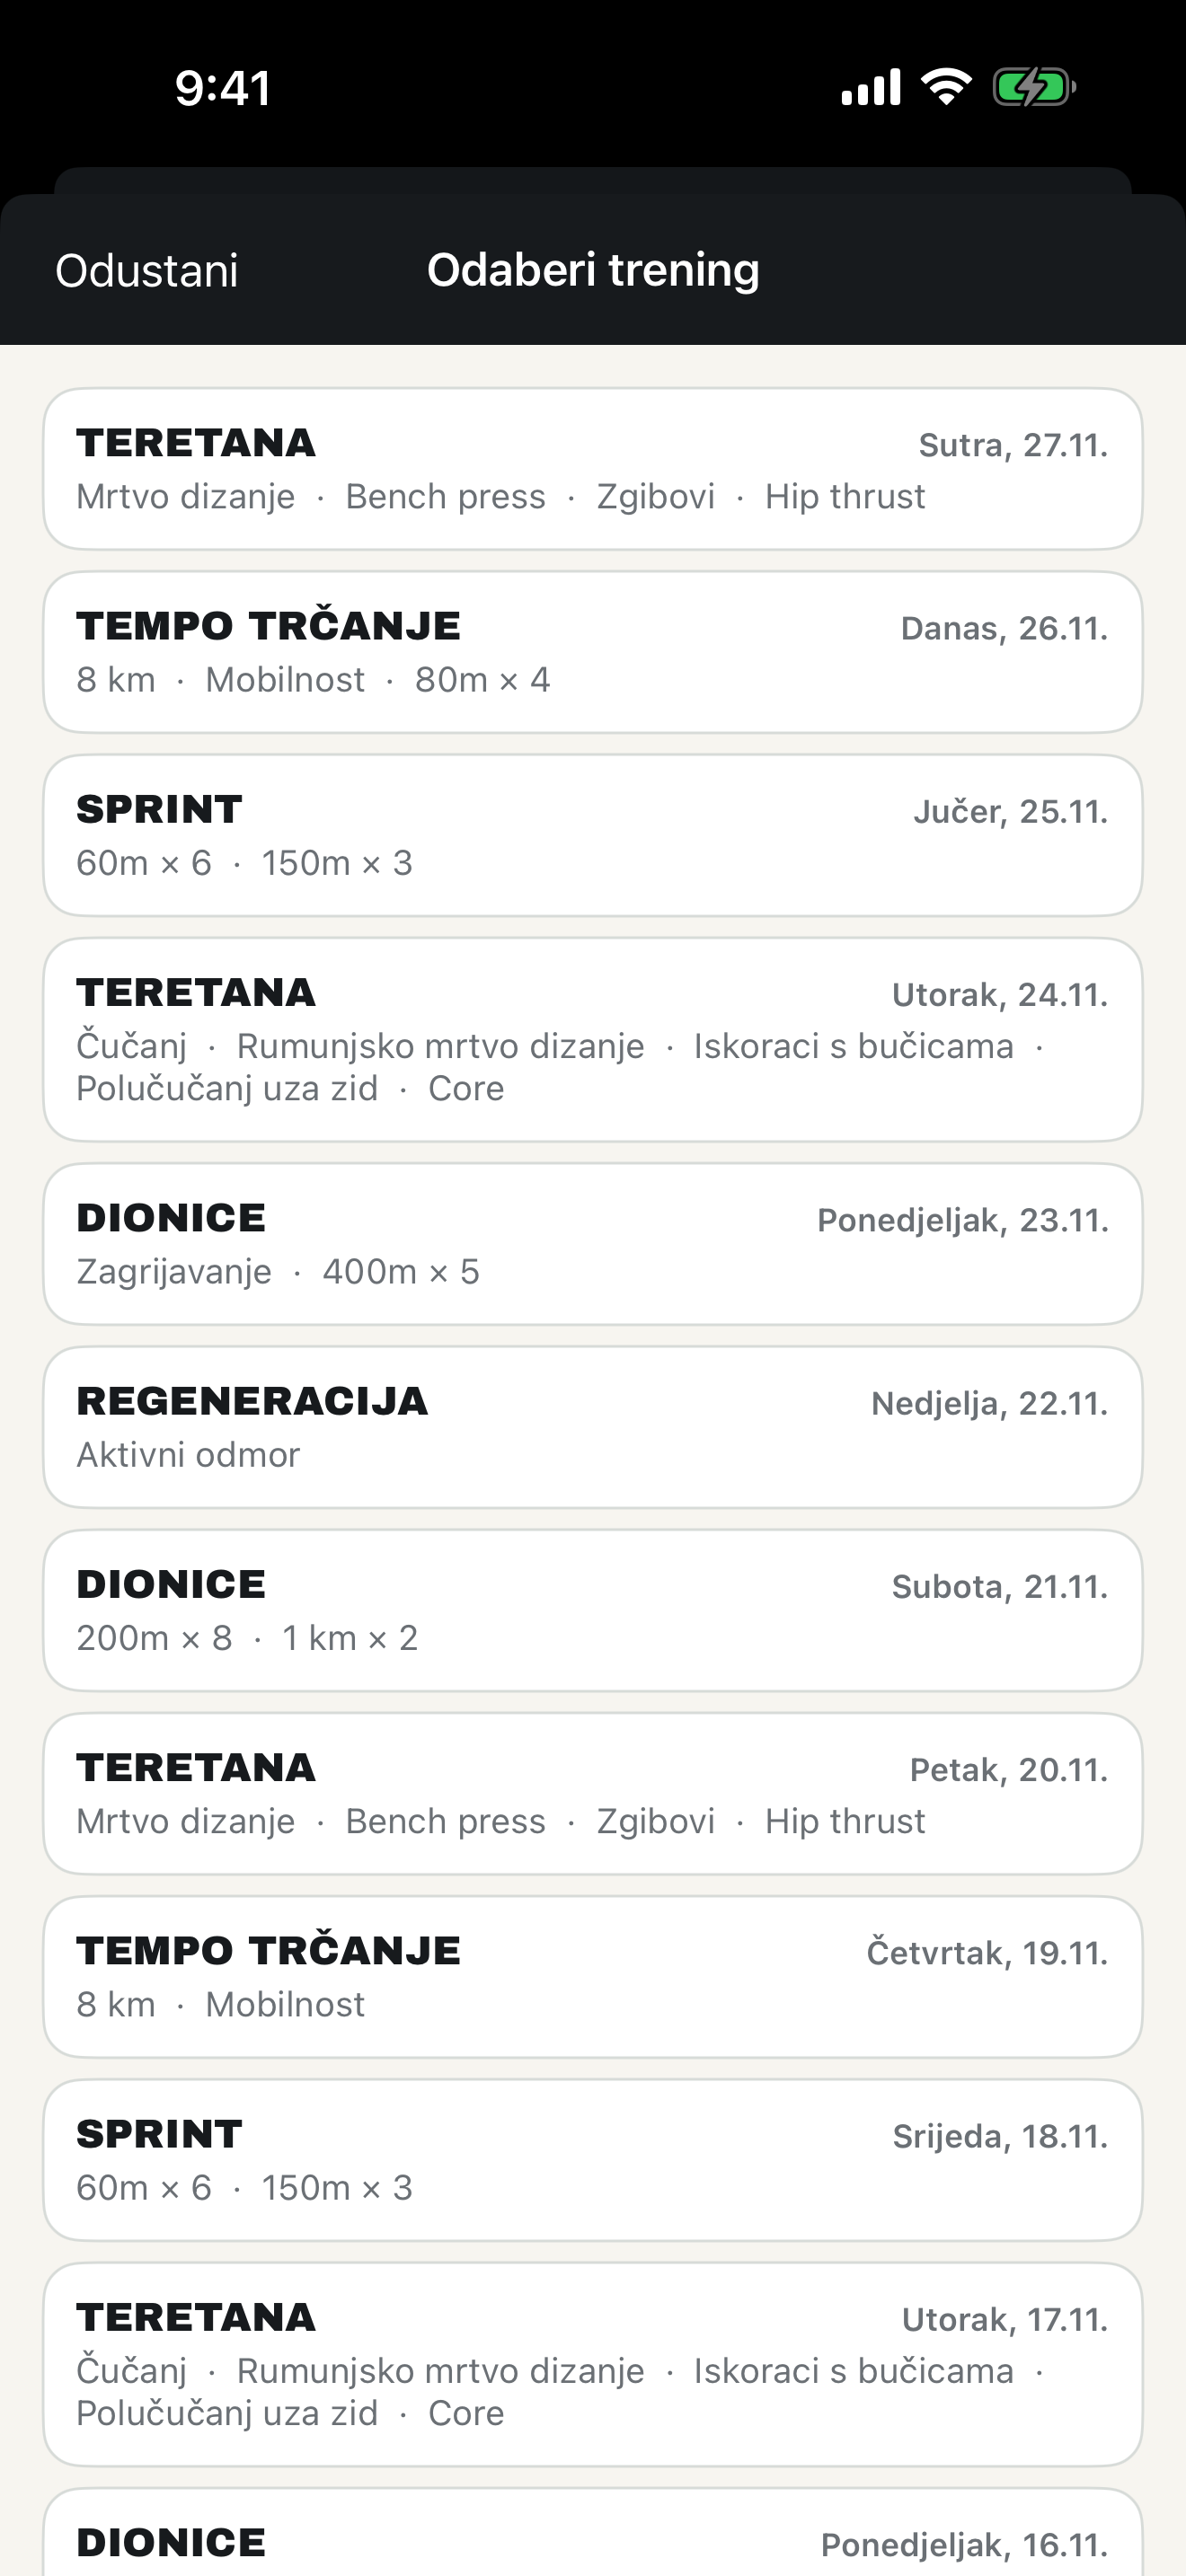 9:41
Odustani
Odaberi trening
TERETANA
Sutra, 27.11.
Mrtvo dizanje · Bench press · Zgibovi · Hip thrust
TEMPO TRČANJE
Danas, 26.11.
8 km · Mobilnost · 80m × 4
SPRINT
Jučer, 25.11.
60m × 6 · 150m × 3
TERETANA
Utorak, 24.11.
Čučanj · Rumunjsko mrtvo dizanje · Iskoraci s bučicama ·
Polučučanj uza zid · Core
DIONICE
Ponedjeljak, 23.11.
Zagrijavanje · 400m × 5
REGENERACIJA
Nedjelja, 22.11.
Aktivni odmor
DIONICE
Subota, 21.11.
200m × 8 · 1 km × 2
TERETANA
Petak, 20.11.
Mrtvo dizanje · Bench press · Zgibovi · Hip thrust
TEMPO TRČANJE
Četvrtak, 19.11.
8 km · Mobilnost
SPRINT
Srijeda, 18.11.
60m × 6 · 150m × 3
TERETANA
Utorak, 17.11.
Čučanj · Rumunjsko mrtvo dizanje · Iskoraci s bučicama ·
Polučučanj uza zid · Core
DIONICE
Ponedjeljak, 16.11.